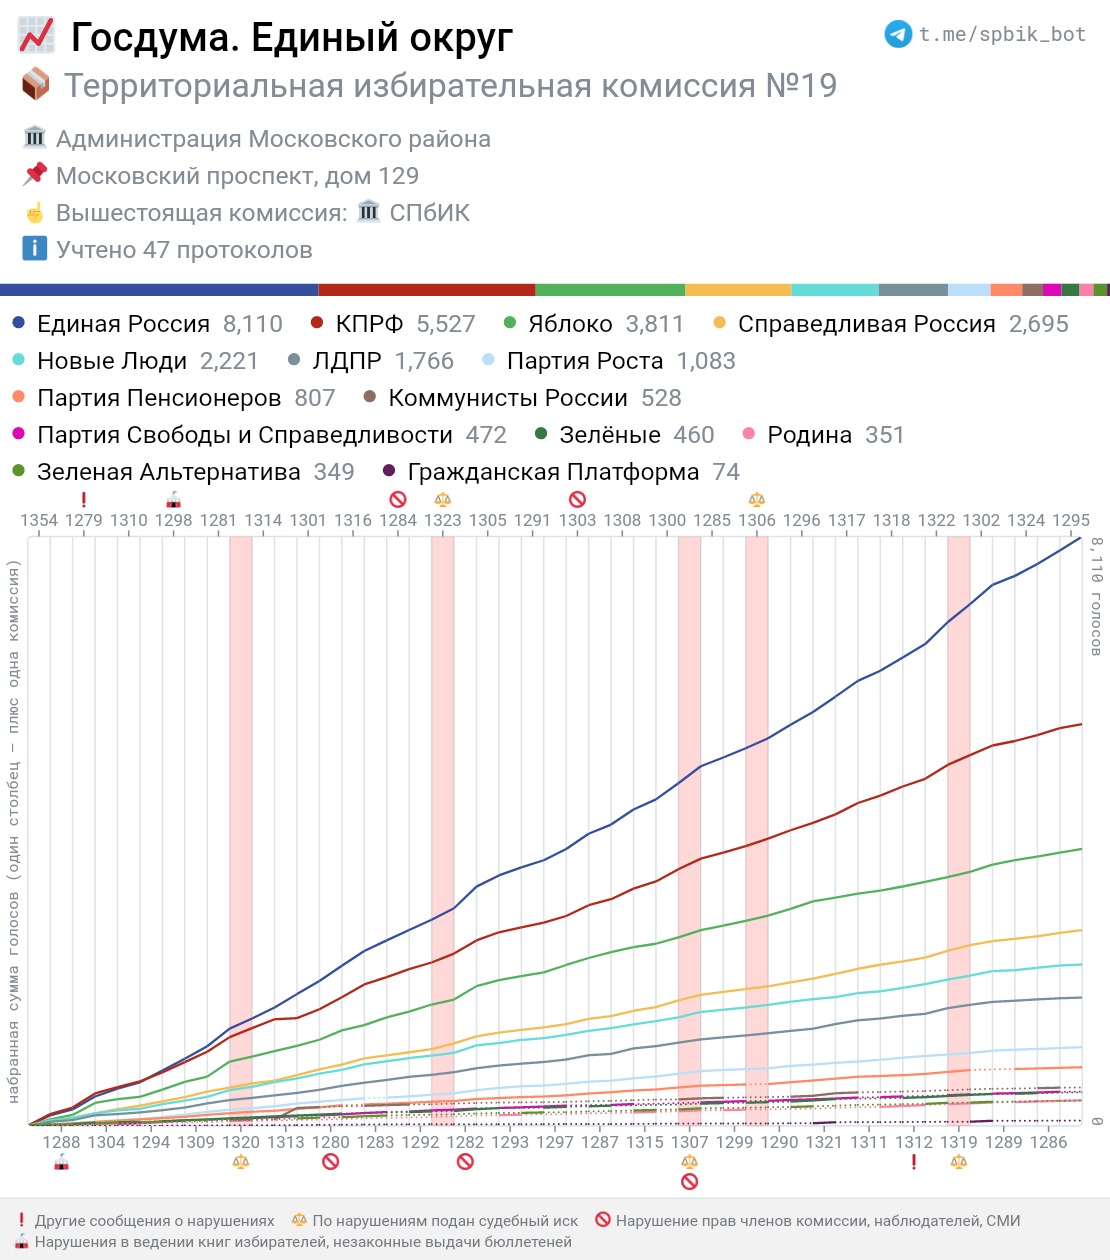 Госдума. Единый округ
t.me/spbik_bot
Территориальная избирательная комиссия №19
Администрация Московского района
Московский проспект, дом 129
Вышестоящая комиссия: СПбИК
Учтено 47 протоколов
Единая Россия 8,110 КПРФ 5,527 Яблоко 3,811 Справедливая Россия 2,695
Новые Люди 2,221 ЛДПР 1,766 Партия Роста 1,083
Партия Пенсионеров 807 Коммунисты России 528
Партия Свободы и Справедливости 472 Зелёные 460 Родина 351
Зеленая Альтернатива 349 Гражданская Платформа 74
1354 1279 1310 1298 1281 1314 1301 1316 1284 1323 1305 1291 1303 1308 1300 1285 1306 1296 1317 1318 1322 1302 1324 1295
набранная сумма голосов (один столбец — плюс одна комиссия)
8,110 голосов
0
1288 1304 1294 1309 1320 1313 1280 1283 1292 1282 1293 1297 1287 1315 1307 1299 1290 1321 1311 1312 1319 1289 1286
Другие сообщения о нарушениях По нарушениям подан судебный иск Нарушение прав членов комиссии, наблюдателей, СМИ
Нарушения в ведении книг избирателей, незаконные выдачи бюллетеней